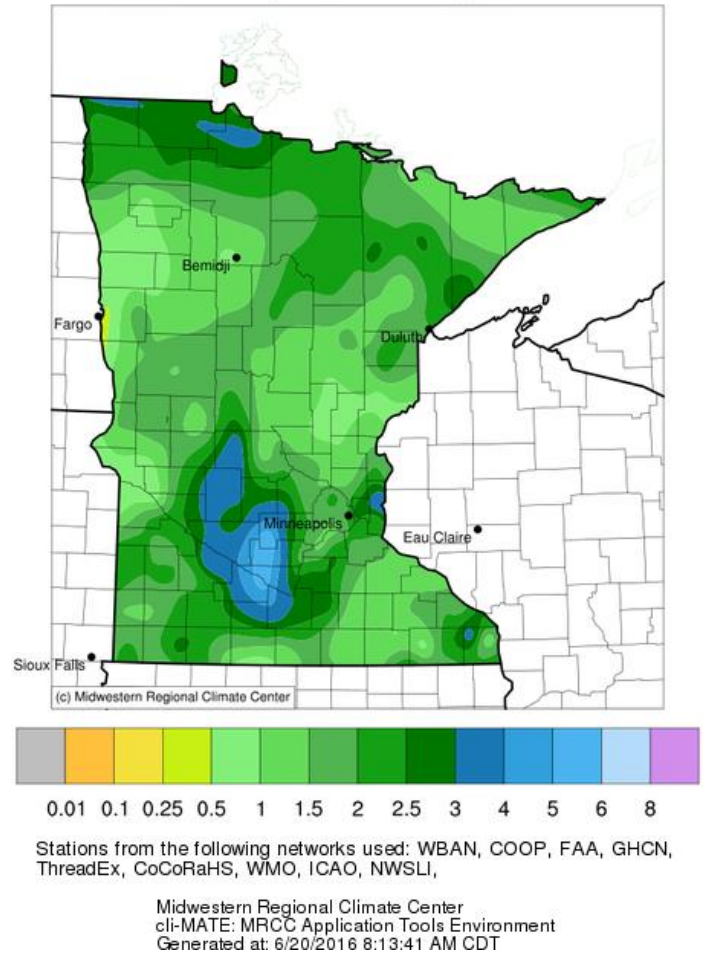 Bemidji
Fargo
Duluth
Minneapolis
Eau Claire
Sioux Falls
(c) Midwestern Regional Climate Center
0.01 0.1 0.25 0.5 1 1.5 2 2.5 3 4 5 6 8
Stations from the following networks used: WBAN, COOP, FAA, GHCN,
ThreadEx, CoCoRaHS, WMO, ICAO, NWSLI,
Midwestern Regional Climate Center
cli-MATE: MRCC Application Tools Environment
Generated at: 6/20/2016 8:13:41 AM CDT